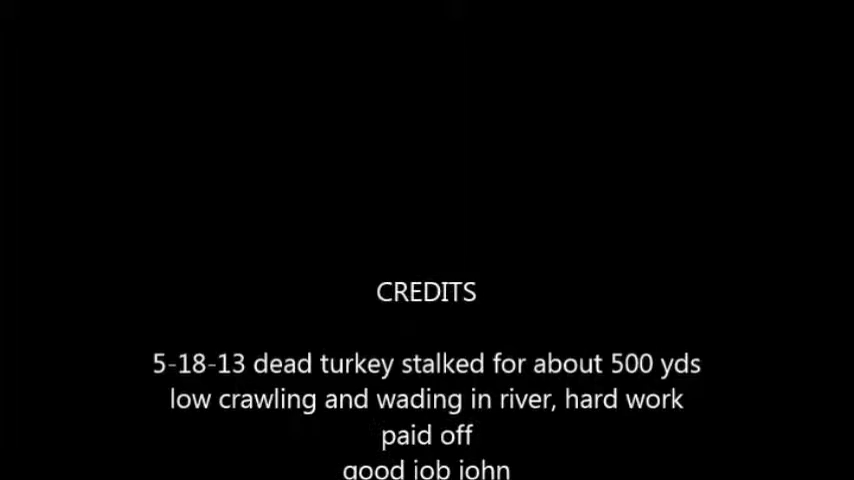 CREDITS
5-18-13 dead turkey stalked for about 500 yds
low crawling and wading in river, hard work
paid off
good job john